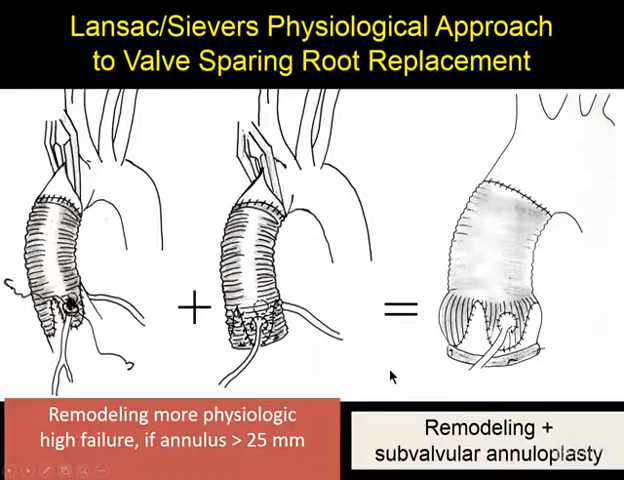 Lansac/Sievers Physiological Approach
to Valve Sparing Root Replacement
+
=
Remodeling more physiologic
high failure, if annulus > 25 mm
Remodeling +
subvalvular annuloplasty